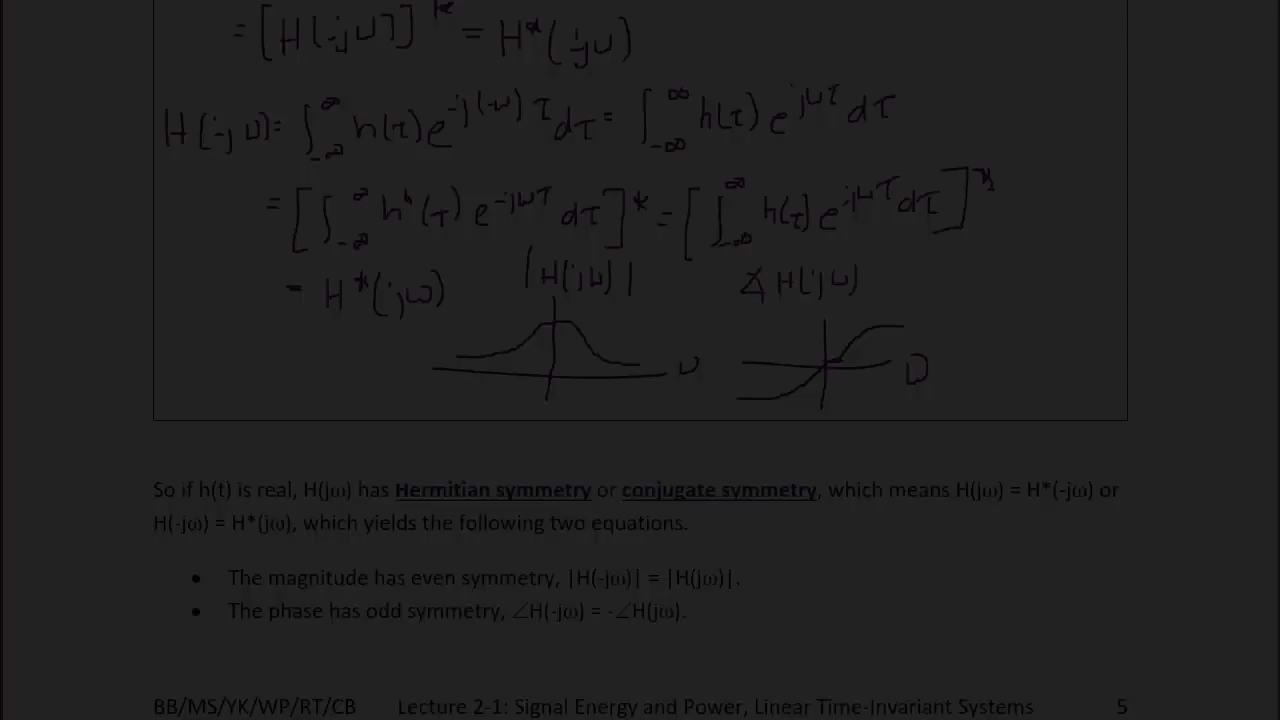 = [H(-jω)]* = H*(-jω)
H(-jω) = ∫_{-∞}^{∞} h(τ) e^{-j(-ω)τ} dτ = ∫_{-∞}^{∞} h(τ) e^{jωτ} dτ
= [∫_{-∞}^{∞} h*(τ) e^{-jωτ} dτ]* = [∫_{-∞}^{∞} h(τ) e^{-jωτ} dτ]*
= H*(jω) |H(jω)| ∡H(jω)
ω ω
So if h(t) is real, H(jω) has Hermitian symmetry or conjugate symmetry, which means H(jω) = H*(-jω) or
H(-jω) = H*(jω), which yields the following two equations.
• The magnitude has even symmetry, |H(-jω)| = |H(jω)|.
• The phase has odd symmetry, ∠H(-jω) = -∠H(jω).
BB/MS/YK/WP/RT/CB Lecture 2-1: Signal Energy and Power, Linear Time-Invariant Systems 5